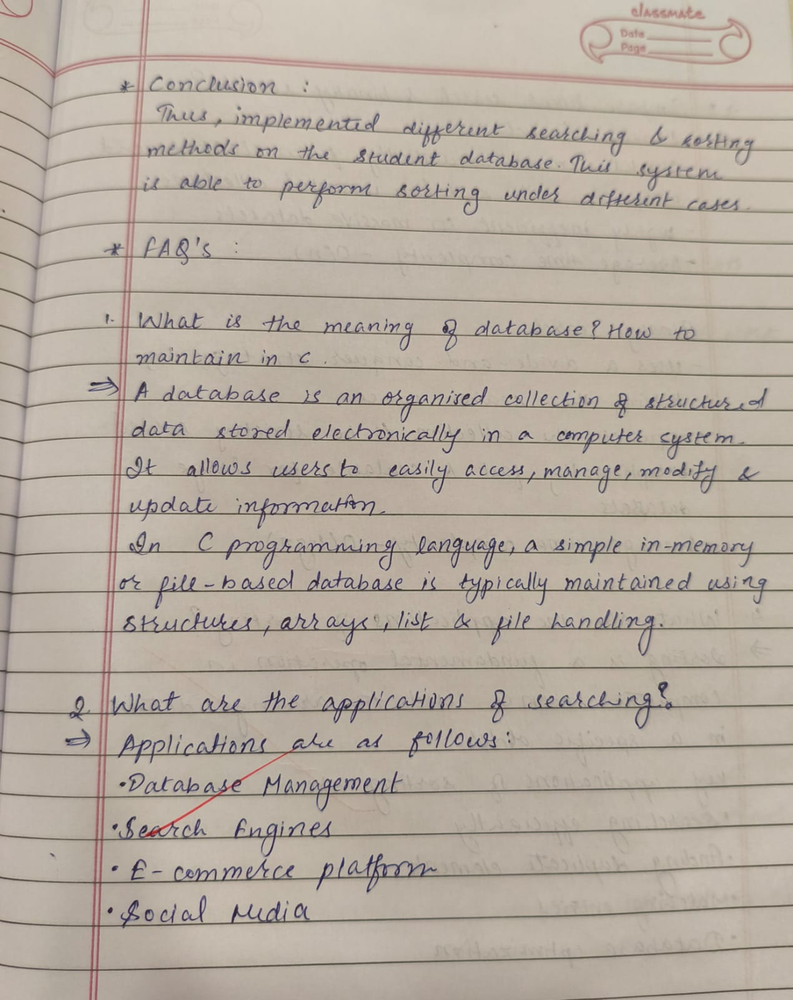 classmate
Date
Page
* Conclusion :
Thus, implemented different searching & sorting
methods on the student database. This system
is able to perform sorting under different cases.
* FAQ's :
1. What is the meaning of database? How to
maintain in c.
⇒ A database is an organised collection of structured
data stored electronically in a computer system.
It allows users to easily access, manage, modify &
update information.
In C programming language, a simple in-memory
or file-based database is typically maintained using
structures, arrays, list & file handling.
2. What are the applications of searching?
⇒ Applications are as follows:
• Database Management
• Search Engines
• E-commerce platform
• Social Media